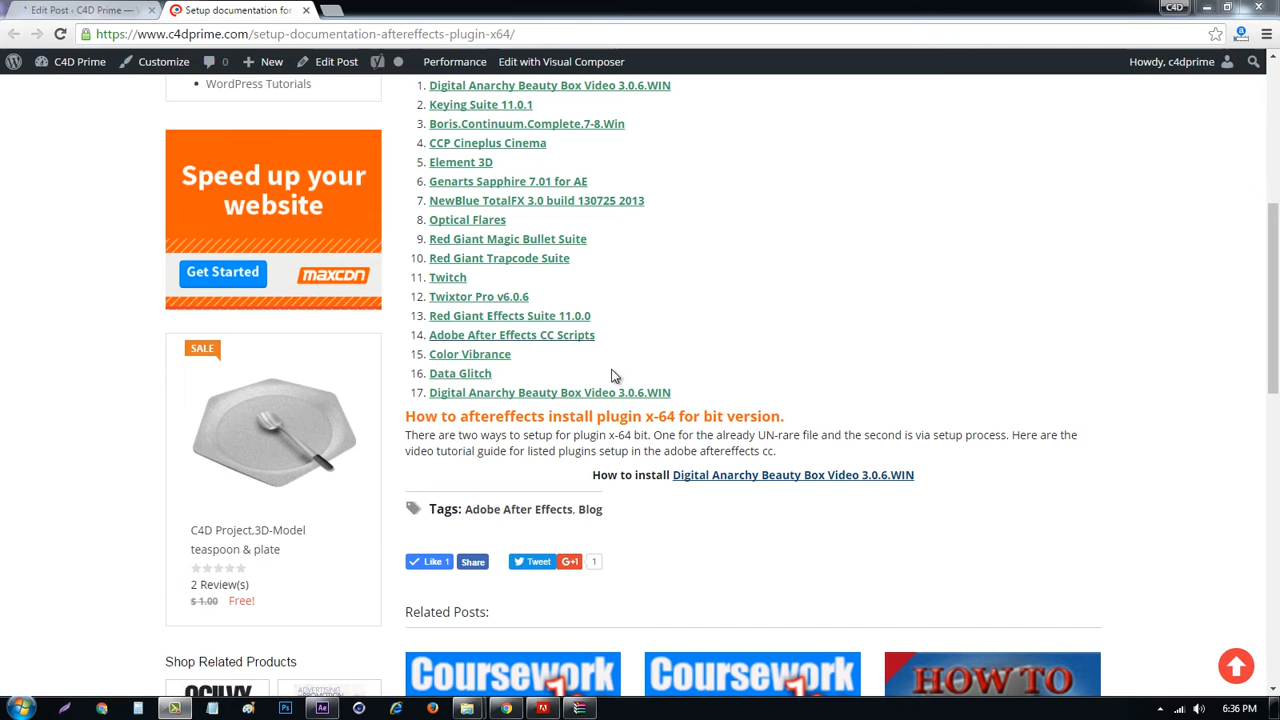 Edit Post ‹ C4D Prime —
Setup documentation for
C4D
https://www.c4dprime.com/setup-documentation-aftereffects-plugin-x64/
C4D Prime
Customize
0
New
Edit Post
Performance
Edit with Visual Composer
Howdy, c4dprime
WordPress Tutorials
Speed up your
website
Get Started
maxcdn
SALE
C4D Project,3D-Model
teaspoon & plate
2 Review(s)
$ 1.00 Free!
Shop Related Products
OGILVY
ADVERTISING
1. Digital Anarchy Beauty Box Video 3.0.6.WIN
2. Keying Suite 11.0.1
3. Boris.Continuum.Complete.7-8.Win
4. CCP Cineplus Cinema
5. Element 3D
6. Genarts Sapphire 7.01 for AE
7. NewBlue TotalFX 3.0 build 130725 2013
8. Optical Flares
9. Red Giant Magic Bullet Suite
10. Red Giant Trapcode Suite
11. Twitch
12. Twixtor Pro v6.0.6
13. Red Giant Effects Suite 11.0.0
14. Adobe After Effects CC Scripts
15. Color Vibrance
16. Data Glitch
17. Digital Anarchy Beauty Box Video 3.0.6.WIN
How to aftereffects install plugin x-64 for bit version.
There are two ways to setup for plugin x-64 bit. One for the already UN-rare file and the second is via setup process. Here are the
video tutorial guide for listed plugins setup in the adobe aftereffects cc.
How to install Digital Anarchy Beauty Box Video 3.0.6.WIN
Tags: Adobe After Effects, Blog
Like 1
Share
Tweet
G+1
1
Related Posts:
Coursework
Coursework
HOW TO
Ps
Ae
6:36 PM